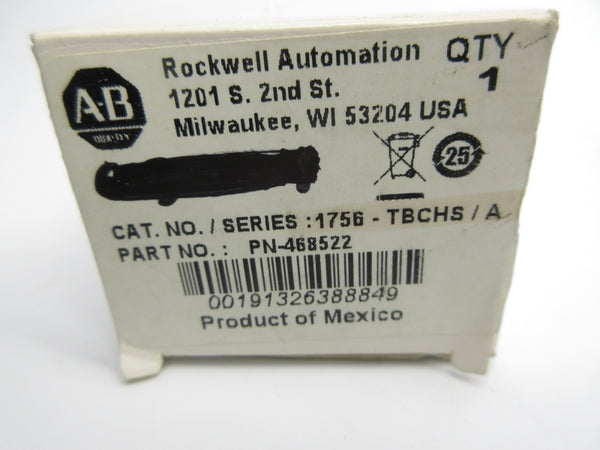 A·B
Rockwell Automation
1201 S. 2nd St.
Milwaukee, WI 53204 USA
QTY
1
25
CAT. NO. / SERIES : 1756 - TBCHS / A
PART NO. : PN-468522
00191326388849
Product of Mexico